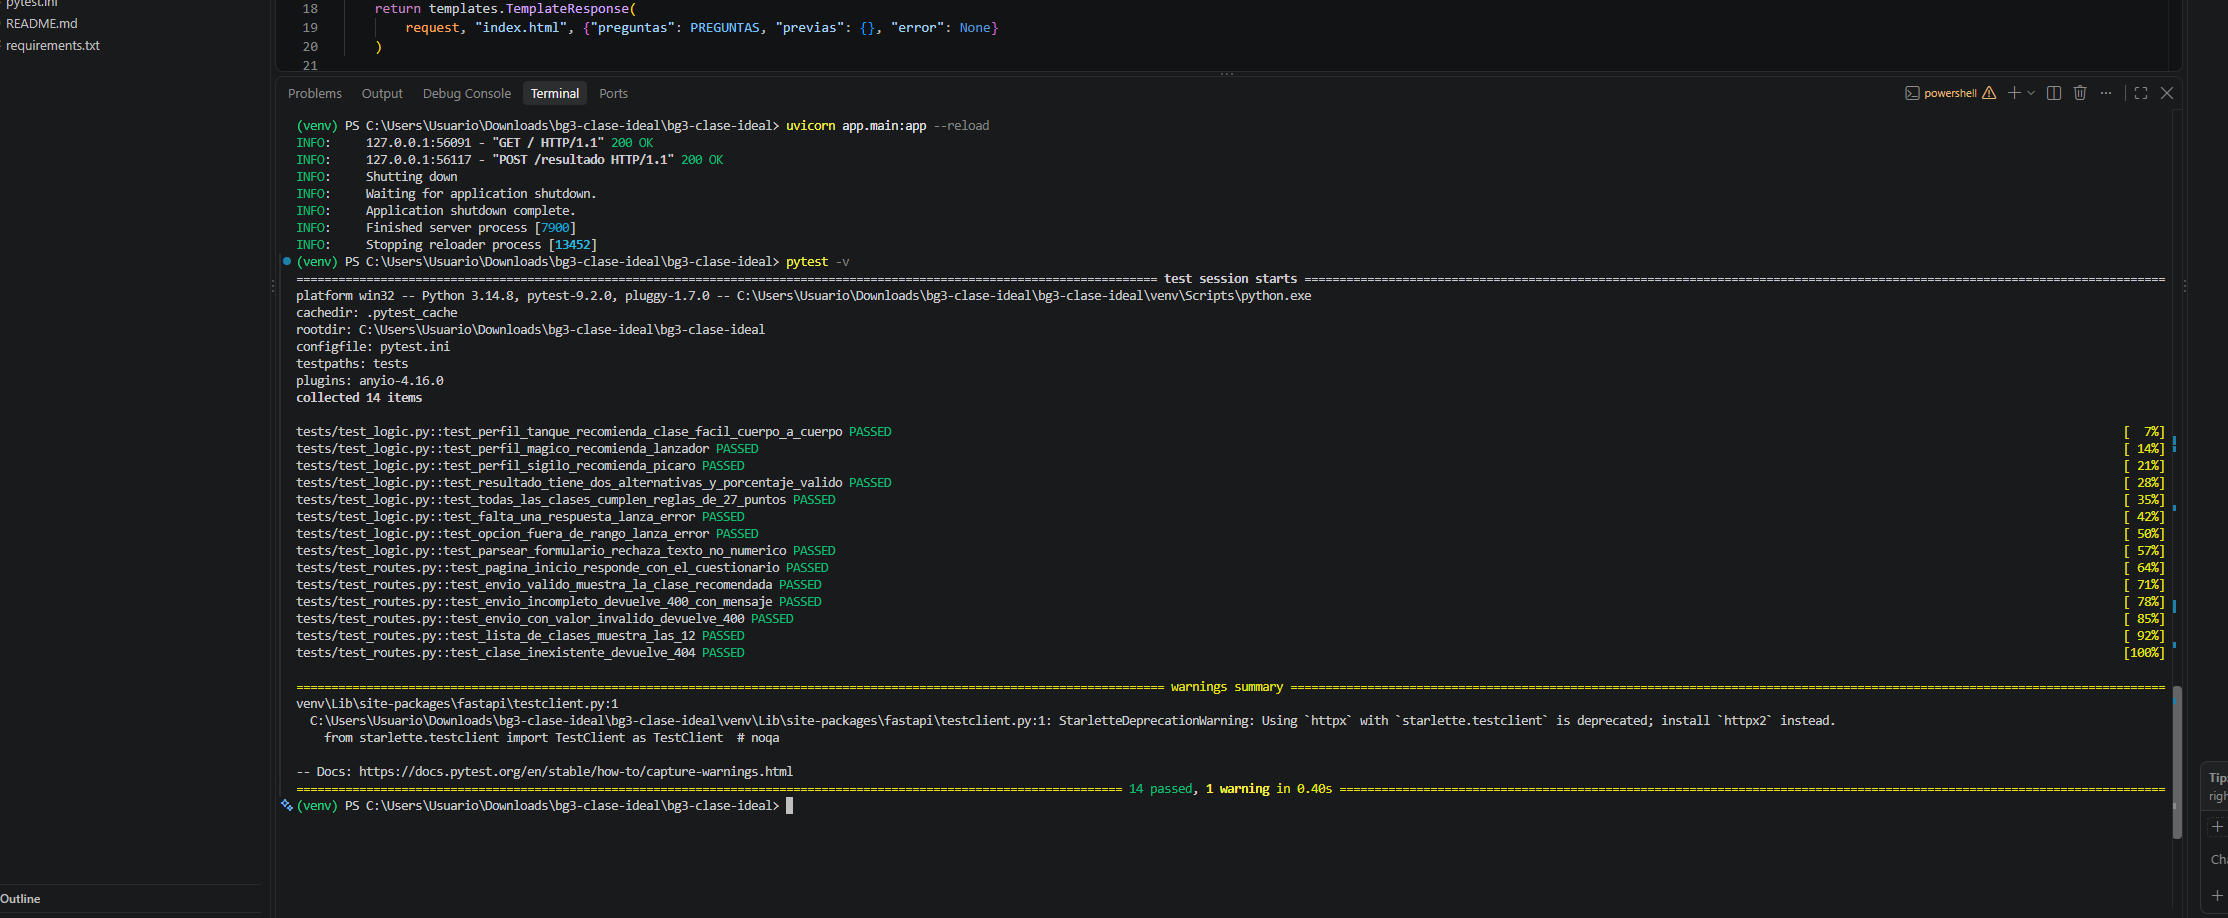 pytest.ini
README.md
requirements.txt
18 return templates.TemplateResponse(
19 request, "index.html", {"preguntas": PREGUNTAS, "previas": {}, "error": None}
20 )
21
Problems Output Debug Console Terminal Ports
powershell
(venv) PS C:\Users\Usuario\Downloads\bg3-clase-ideal\bg3-clase-ideal> uvicorn app.main:app --reload
INFO: 127.0.0.1:56091 - "GET / HTTP/1.1" 200 OK
INFO: 127.0.0.1:56117 - "POST /resultado HTTP/1.1" 200 OK
INFO: Shutting down
INFO: Waiting for application shutdown.
INFO: Application shutdown complete.
INFO: Finished server process [7900]
INFO: Stopping reloader process [13452]
(venv) PS C:\Users\Usuario\Downloads\bg3-clase-ideal\bg3-clase-ideal> pytest -v
test session starts
platform win32 -- Python 3.14.8, pytest-9.2.0, pluggy-1.7.0 -- C:\Users\Usuario\Downloads\bg3-clase-ideal\bg3-clase-ideal\venv\Scripts\python.exe
cachedir: .pytest_cache
rootdir: C:\Users\Usuario\Downloads\bg3-clase-ideal\bg3-clase-ideal
configfile: pytest.ini
testpaths: tests
plugins: anyio-4.16.0
collected 14 items
tests/test_logic.py::test_perfil_tanque_recomienda_clase_facil_cuerpo_a_cuerpo PASSED [ 7%]
tests/test_logic.py::test_perfil_magico_recomienda_lanzador PASSED [ 14%]
tests/test_logic.py::test_perfil_sigilo_recomienda_picaro PASSED [ 21%]
tests/test_logic.py::test_resultado_tiene_dos_alternativas_y_porcentaje_valido PASSED [ 28%]
tests/test_logic.py::test_todas_las_clases_cumplen_reglas_de_27_puntos PASSED [ 35%]
tests/test_logic.py::test_falta_una_respuesta_lanza_error PASSED [ 42%]
tests/test_logic.py::test_opcion_fuera_de_rango_lanza_error PASSED [ 50%]
tests/test_logic.py::test_parsear_formulario_rechaza_texto_no_numerico PASSED [ 57%]
tests/test_routes.py::test_pagina_inicio_responde_con_el_cuestionario PASSED [ 64%]
tests/test_routes.py::test_envio_valido_muestra_la_clase_recomendada PASSED [ 71%]
tests/test_routes.py::test_envio_incompleto_devuelve_400_con_mensaje PASSED [ 78%]
tests/test_routes.py::test_envio_con_valor_invalido_devuelve_400 PASSED [ 85%]
tests/test_routes.py::test_lista_de_clases_muestra_las_12 PASSED [ 92%]
tests/test_routes.py::test_clase_inexistente_devuelve_404 PASSED [100%]
warnings summary
venv\Lib\site-packages\fastapi\testclient.py:1
C:\Users\Usuario\Downloads\bg3-clase-ideal\bg3-clase-ideal\venv\Lib\site-packages\fastapi\testclient.py:1: StarletteDeprecationWarning: Using `httpx` with `starlette.testclient` is deprecated; install `httpx2` instead.
from starlette.testclient import TestClient as TestClient # noqa
-- Docs: https://docs.pytest.org/en/stable/how-to/capture-warnings.html
14 passed, 1 warning in 0.40s
(venv) PS C:\Users\Usuario\Downloads\bg3-clase-ideal\bg3-clase-ideal>
Outline